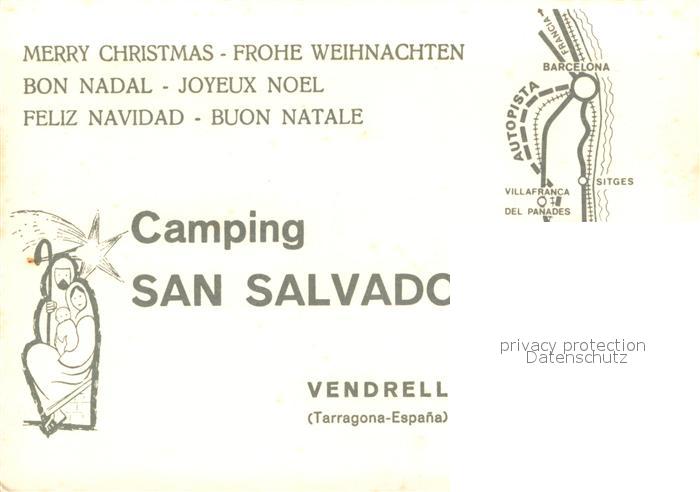 MERRY CHRISTMAS - FROHE WEIHNACHTEN
BON NADAL - JOYEUX NOEL
FELIZ NAVIDAD - BUON NATALE
FRANCIA
BARCELONA
AUTOPISTA
SITGES
VILLAFRANCA
DEL PANADES
Camping
SAN SALVADO
VENDRELL
(Tarragona-España)
privacy protection
Datenschutz